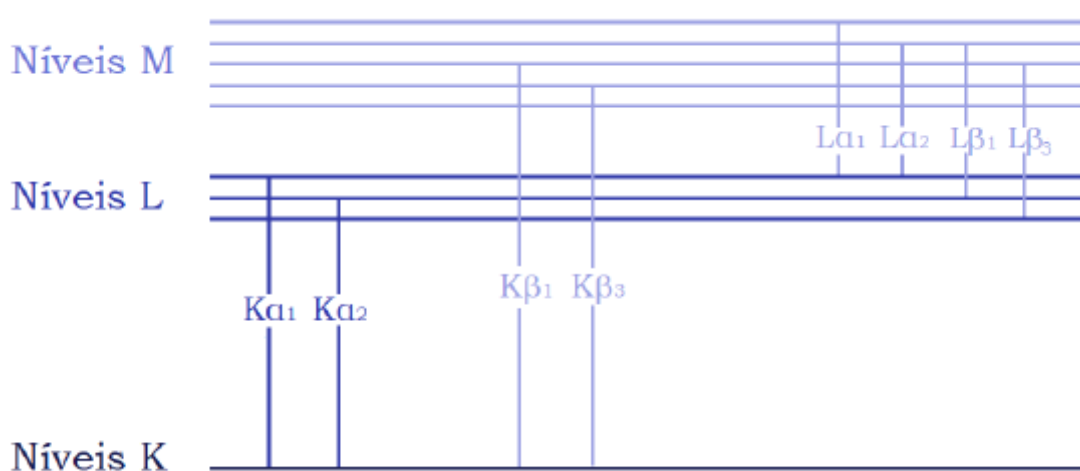 Níveis M
Lα₁ Lα₂ Lβ₁ Lβ₃
Níveis L
Kβ₁ Kβ₃
Kα₁ Kα₂
Níveis K